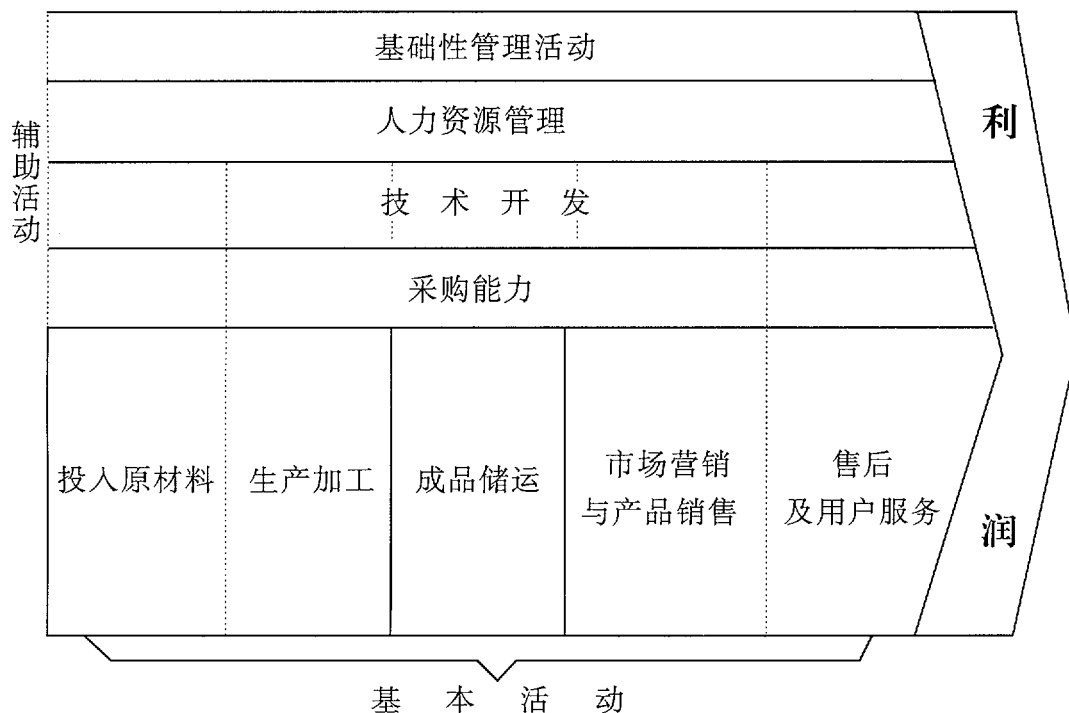 基础性管理活动
人力资源管理
技术开发
采购能力
辅助活动
投入原材料
生产加工
成品储运
市场营销
与产品销售
售后
及用户服务
利
润
基本活动